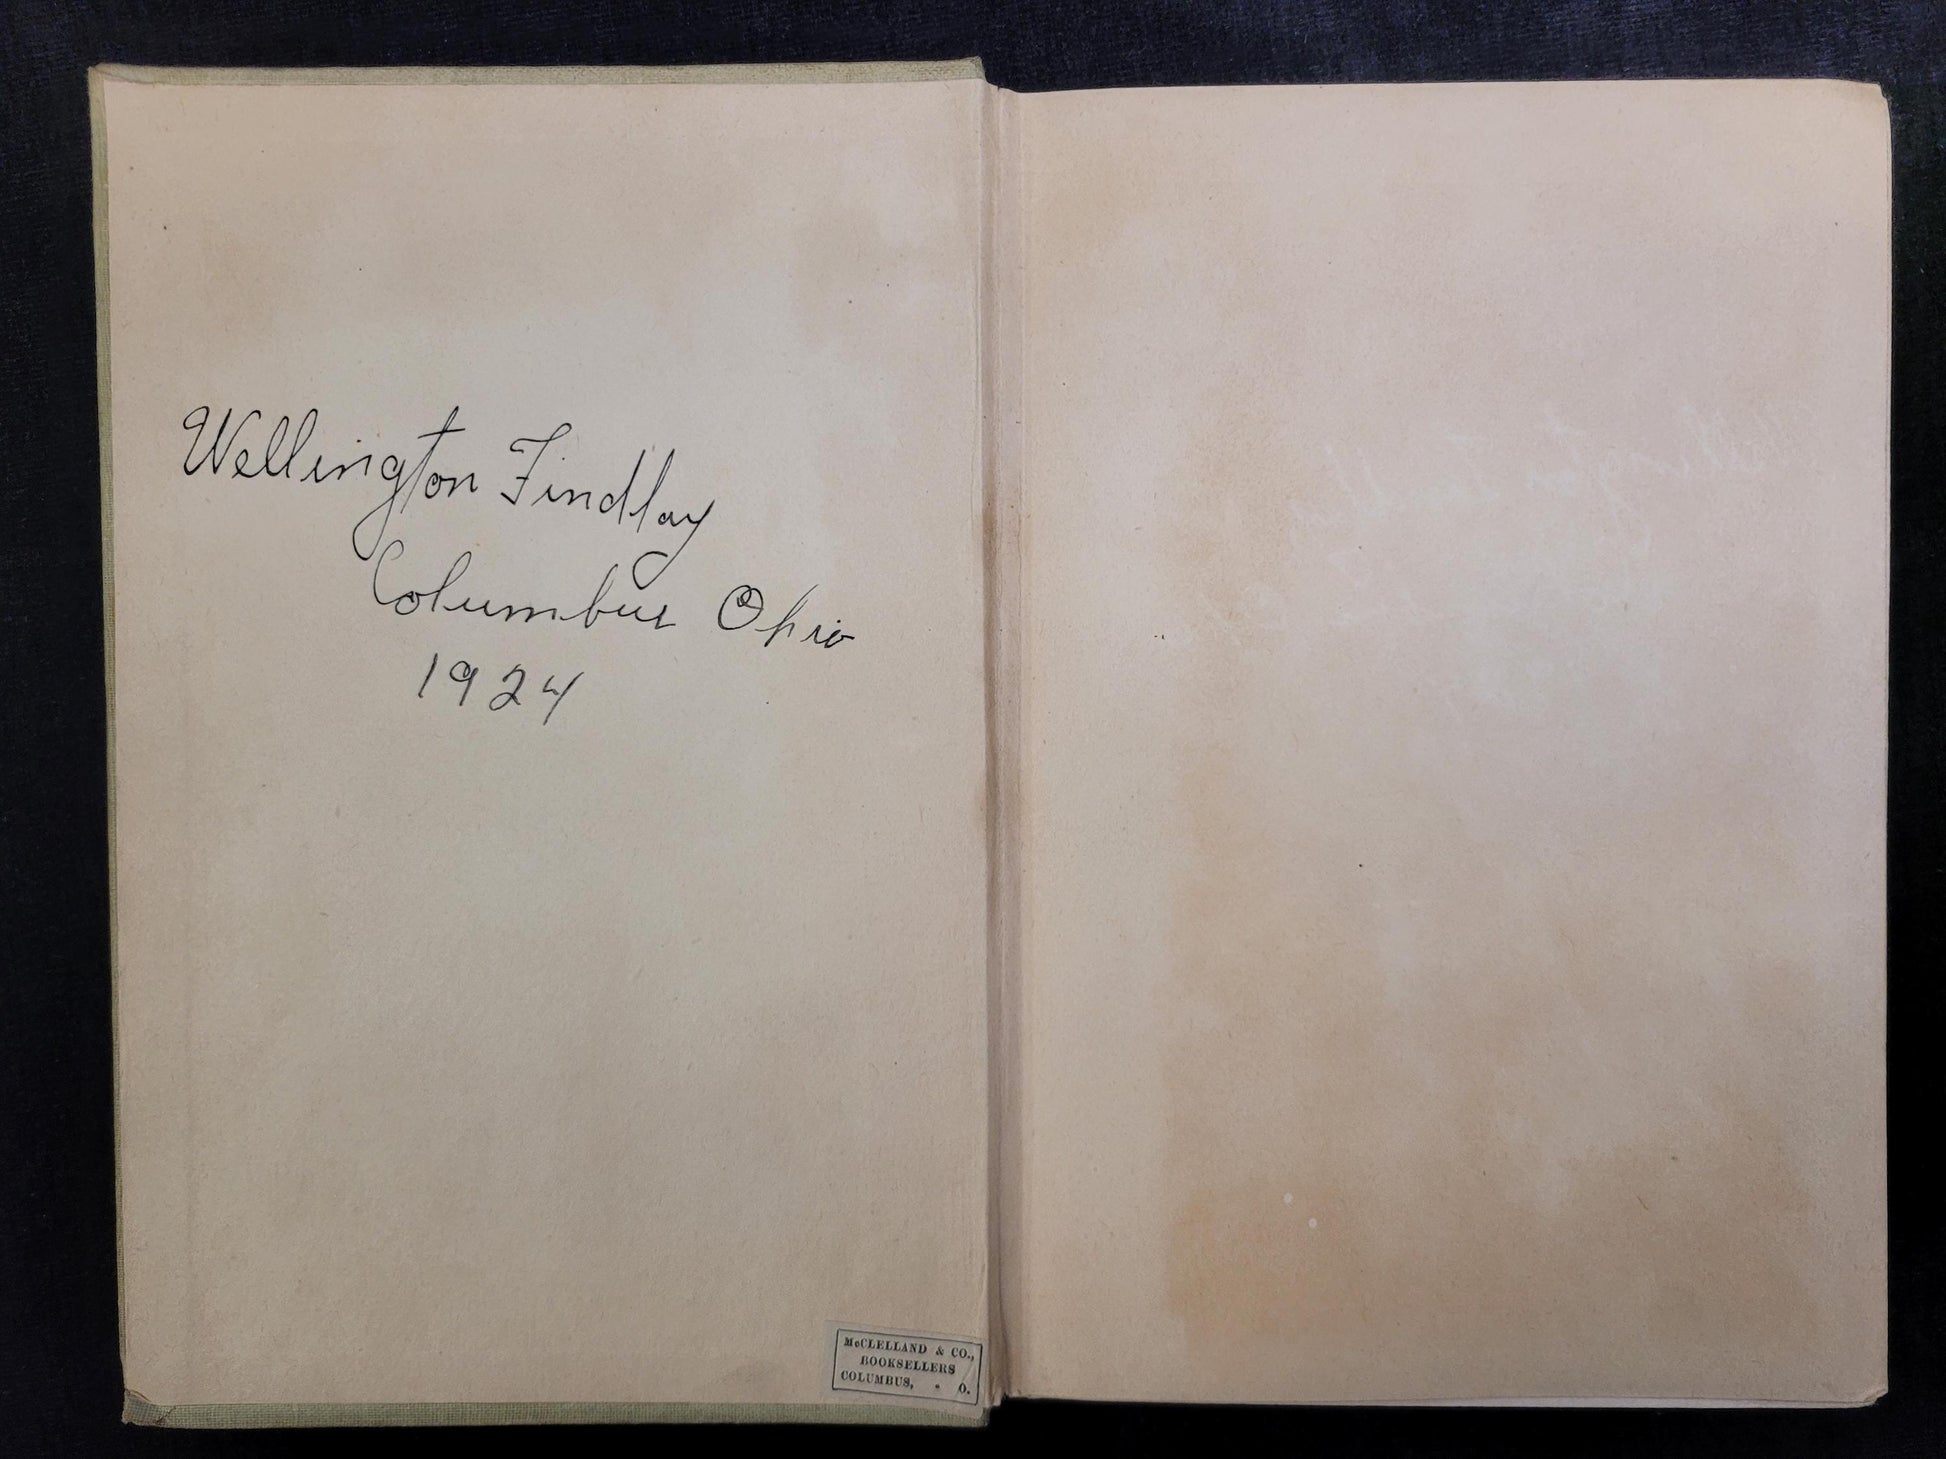 Wellington Findlay
Columbus Ohio
1924
McCLELLAND & CO.,
BOOKSELLERS
COLUMBUS, - O.